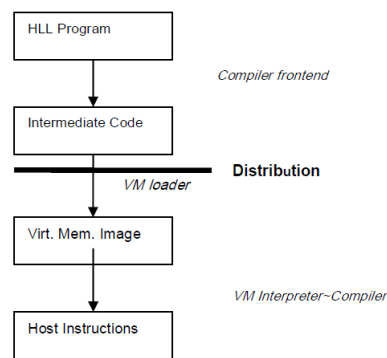 HLL Program
Compiler frontend
Intermediate Code
Distribution
VM loader
Virt. Mem. Image
VM Interpreter~Compiler
Host Instructions